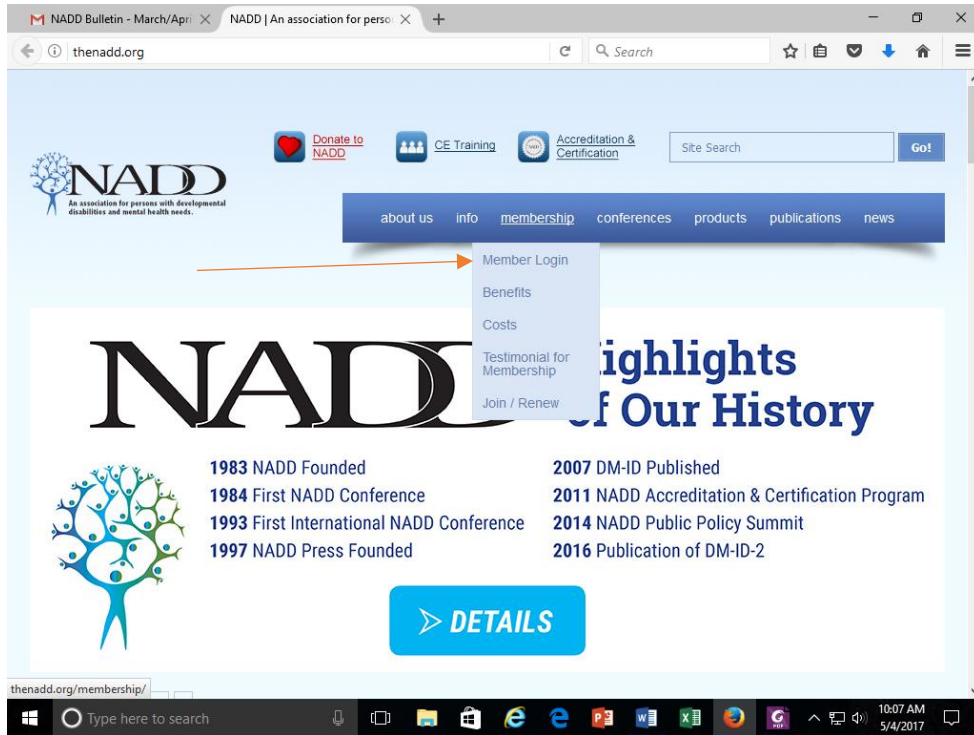 NADD Bulletin - March/Apri
NADD | An association for perso
thenadd.org
Search
Donate to
NADD
CE Training
Accreditation &
Certification
Site Search
Go!
NADD
An association for persons with developmental
disabilities and mental health needs.
about us info membership conferences products publications news
Member Login
Benefits
Costs
Testimonial for
Membership
Join / Renew
NADD Highlights
of Our History
1983 NADD Founded
1984 First NADD Conference
1993 First International NADD Conference
1997 NADD Press Founded
2007 DM-ID Published
2011 NADD Accreditation & Certification Program
2014 NADD Public Policy Summit
2016 Publication of DM-ID-2
DETAILS
thenadd.org/membership/
Type here to search
10:07 AM
5/4/2017